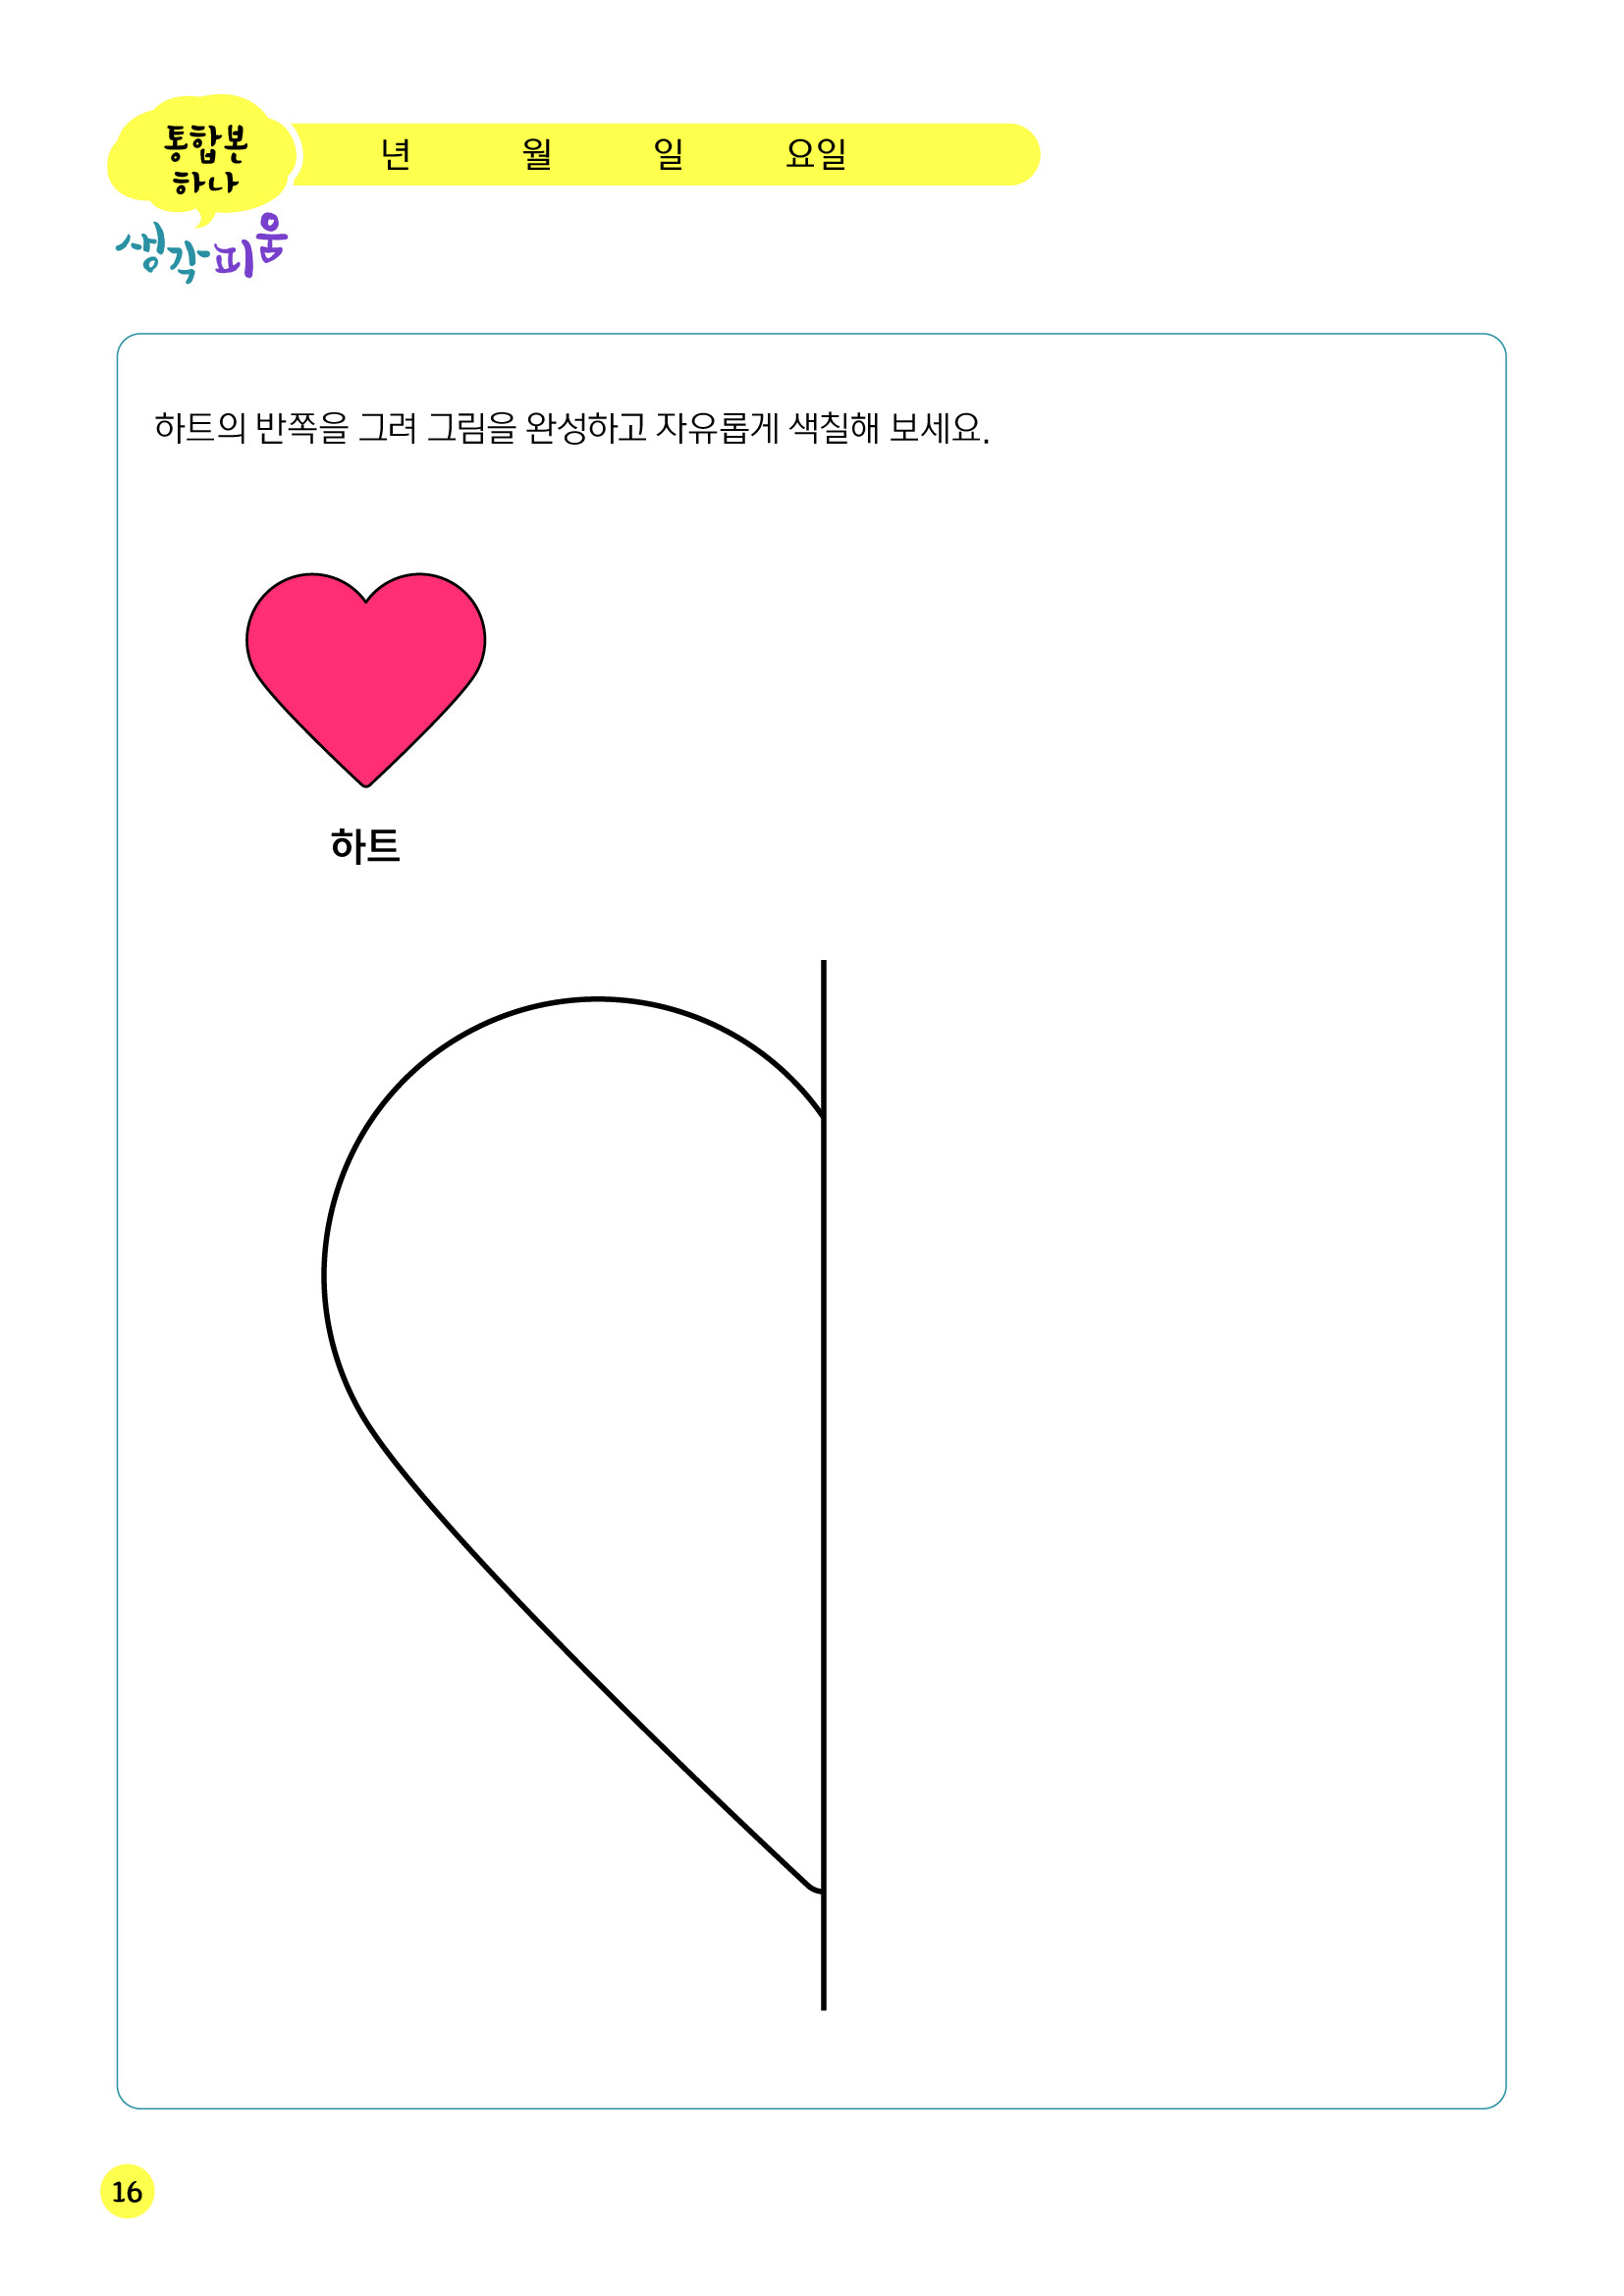 통합본
하나
년 월 일 요일
생각피움
하트의 반쪽을 그려 그림을 완성하고 자유롭게 색칠해 보세요.
하트
16